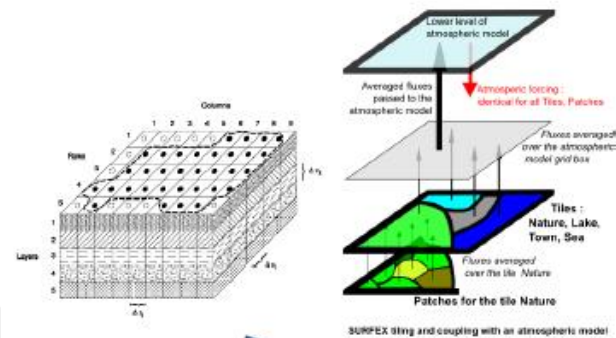 Columns
1 2 3 4 5 6 7 8 9
Rows
1
2
3
4
5
Layers
1
2
3
4
5
Lower level of
atmospheric model
Averaged fluxes
passed to the
atmospheric model
Atmosperic forcing :
identical for all Tiles, Patches
Fluxes averaged
over the atmospheric
model grid box
Tiles :
Nature, Lake,
Town, Sea
Fluxes averaged
over the tile Nature
Patches for the tile Nature
SURFEX tiling and coupling with an atmospheric model